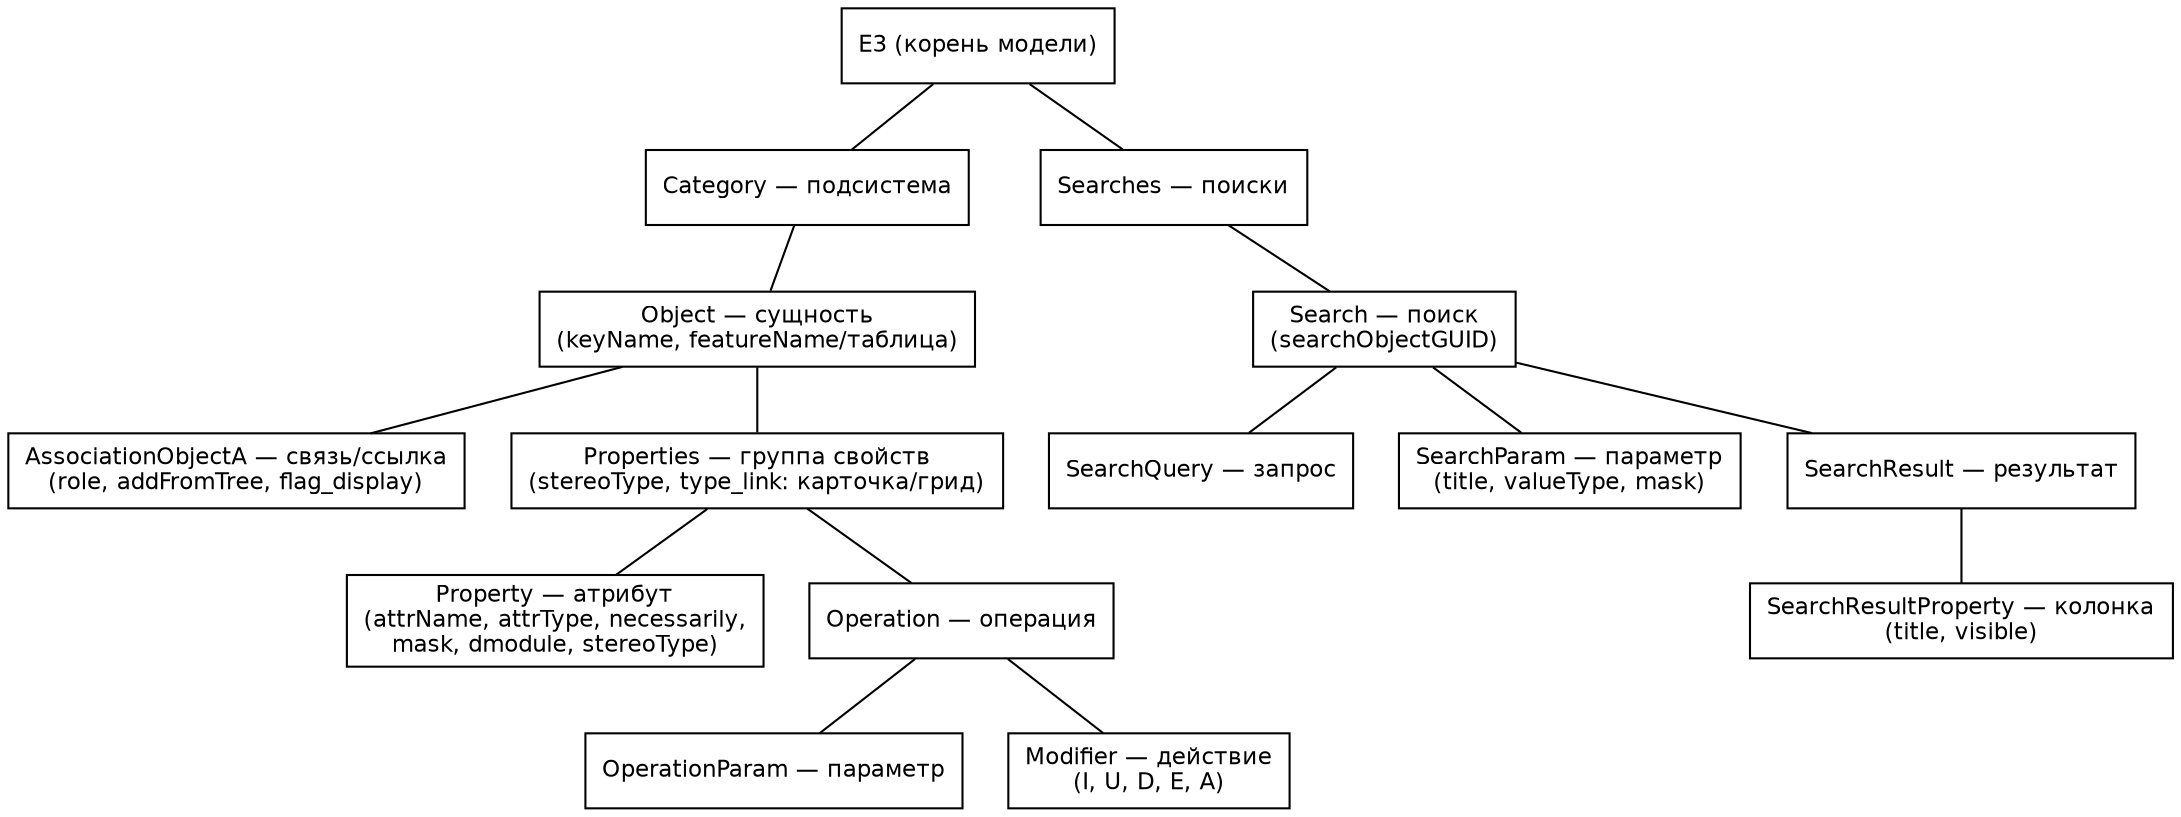 E3 (корень модели)
Category — подсистема
Searches — поиски
Object — сущность
(keyName, featureName/таблица)
Search — поиск
(searchObjectGUID)
AssociationObjectA — связь/ссылка
(role, addFromTree, flag_display)
Properties — группа свойств
(stereoType, type_link: карточка/грид)
SearchQuery — запрос
SearchParam — параметр
(title, valueType, mask)
SearchResult — результат
Property — атрибут
(attrName, attrType, necessarily,
mask, dmodule, stereoType)
Operation — операция
SearchResultProperty — колонка
(title, visible)
OperationParam — параметр
Modifier — действие
(I, U, D, E, A)